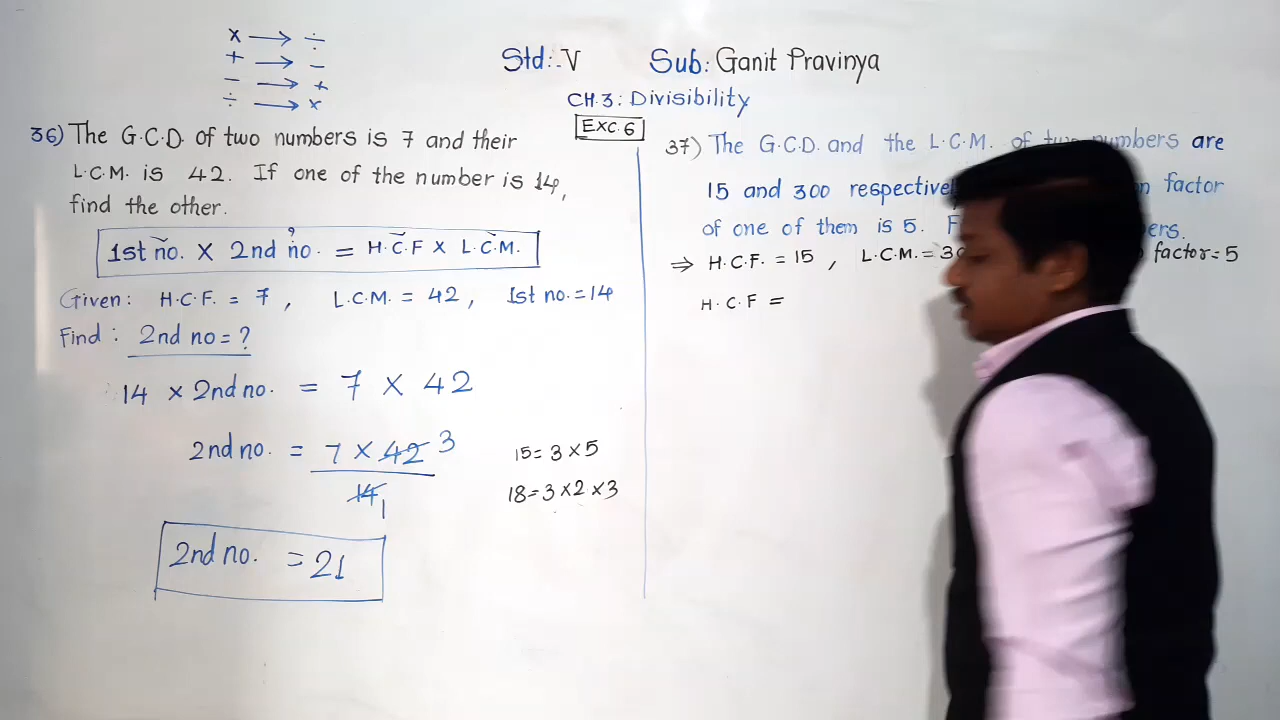 × → ÷
+ → −
− → +
÷ → ×
Std:- V Sub: Ganit Pravinya
CH.3: Divisibility
EXC.6
36) The G.C.D. of two numbers is 7 and their
L.C.M. is 42. If one of the number is 14,
find the other.
1st no. × 2nd no. = H.C.F × L.C.M.
?
Given: H.C.F. = 7, L.C.M. = 42, 1st no. = 14
Find: 2nd no = ?
14 × 2nd no. = 7 × 42
2nd no. = 7 × 42 3
14 1
2nd no. = 21
15 = 3 × 5
18 = 3 × 2 × 3
37) The G.C.D. and the L.C.M. of two numbers are
15 and 300 respectively factor
of one of them is 5.
⇒ H.C.F. = 15, L.C.M. = factor = 5
H.C.F =